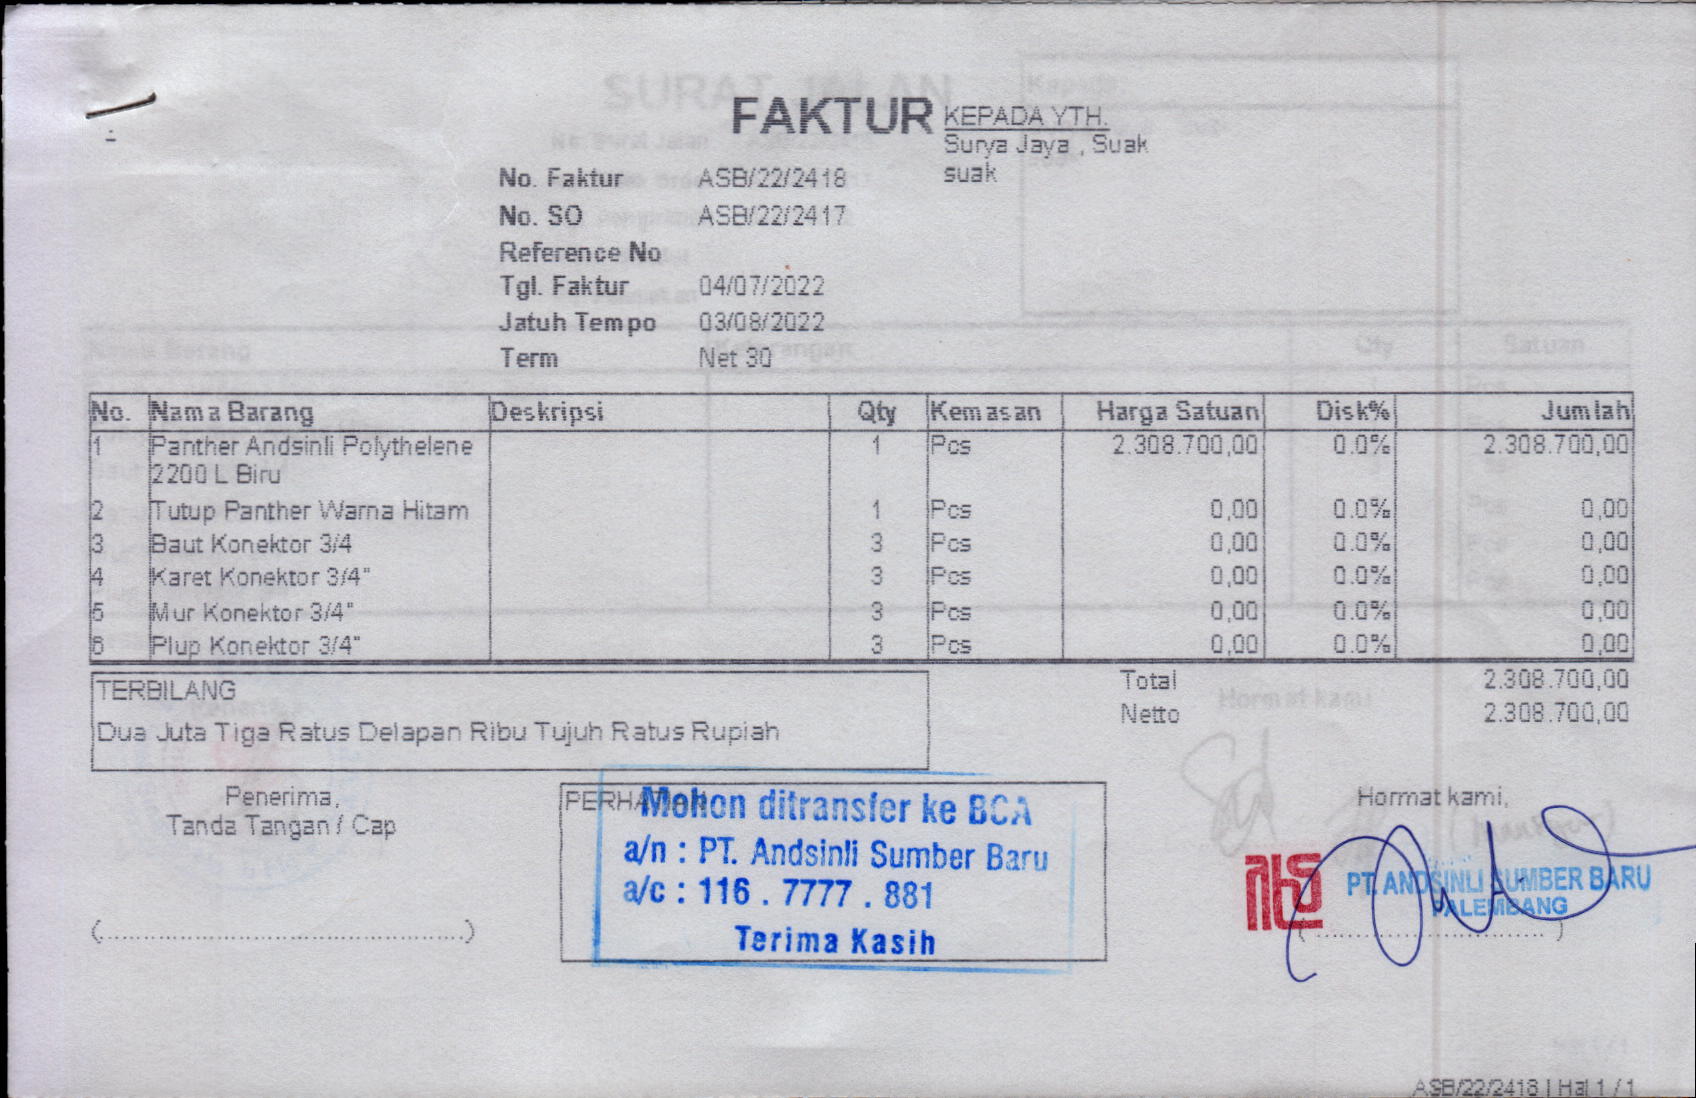 FAKTUR
KEPADA YTH.
Surya Jaya , Suak
suak
No. Faktur ASB/22/2418
No. SO ASB/22/2417
Reference No
Tgl. Faktur 04/07/2022
Jatuh Tempo 03/08/2022
Term Net 30
No. Nama Barang Deskripsi Qty Kemasan Harga Satuan Disk% Jumlah
1 Panther Andsinli Polythelene 1 Pcs 2.308.700,00 0.0% 2.308.700,00
2200 L Biru
2 Tutup Panther Warna Hitam 1 Pcs 0,00 0.0% 0,00
3 Baut Konektor 3/4 3 Pcs 0,00 0.0% 0,00
4 Karet Konektor 3/4" 3 Pcs 0,00 0.0% 0,00
5 Mur Konektor 3/4" 3 Pcs 0,00 0.0% 0,00
6 Plup Konektor 3/4" 3 Pcs 0,00 0.0% 0,00
Total 2.308.700,00
Netto 2.308.700,00
TERBILANG
Dua Juta Tiga Ratus Delapan Ribu Tujuh Ratus Rupiah
Penerima,
Tanda Tangan / Cap
(..............................................)
PERHATIAN
Mohon ditransfer ke BCA
a/n : PT. Andsinli Sumber Baru
a/c : 116 . 7777 . 881
Terima Kasih
Hormat kami,
PT. ANDSINLI SUMBER BARU
PALEMBANG
(..............................)
ASB/22/2418 | Hal 1 / 1